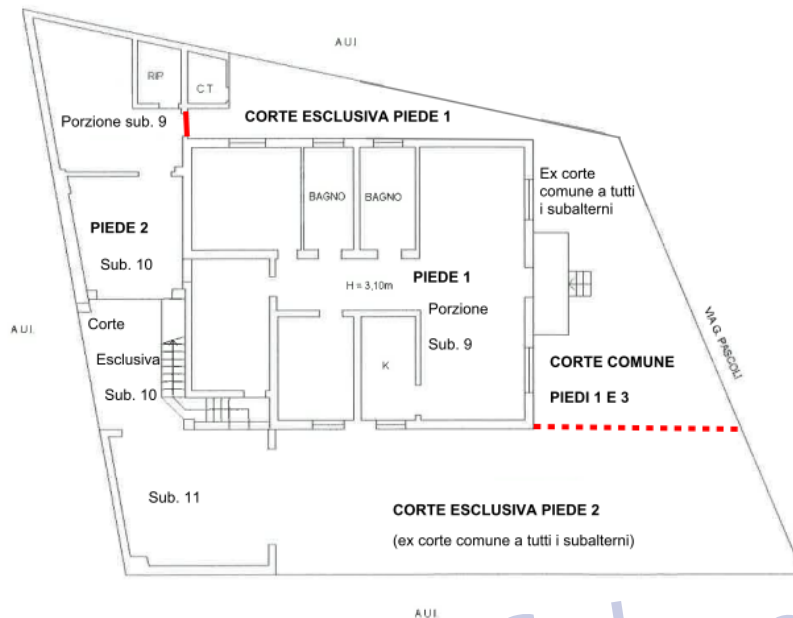 A.U.I.
RIP.
C.T.
Porzione sub. 9
CORTE ESCLUSIVA PIEDE 1
Ex corte
comune a tutti
i subalterni
BAGNO
BAGNO
PIEDE 2
Sub. 10
H = 3,10m
PIEDE 1
Porzione
Sub. 9
A.U.I.
Corte
Esclusiva
Sub. 10
K
VIA G. PASCOLI
CORTE COMUNE
PIEDI 1 E 3
Sub. 11
CORTE ESCLUSIVA PIEDE 2
(ex corte comune a tutti i subalterni)
A.U.I.